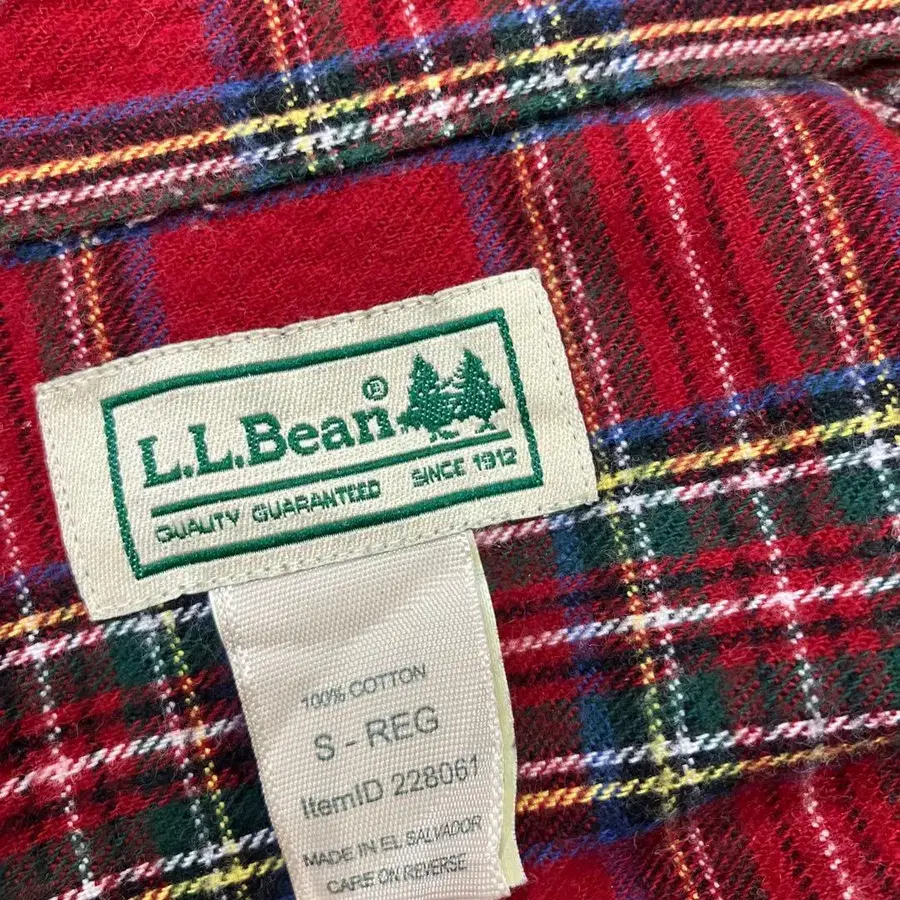 L.L.Bean®
QUALITY GUARANTEED SINCE 1912
100% COTTON
S - REG
ItemID 228061
MADE IN EL SALVADOR
CARE ON REVERSE